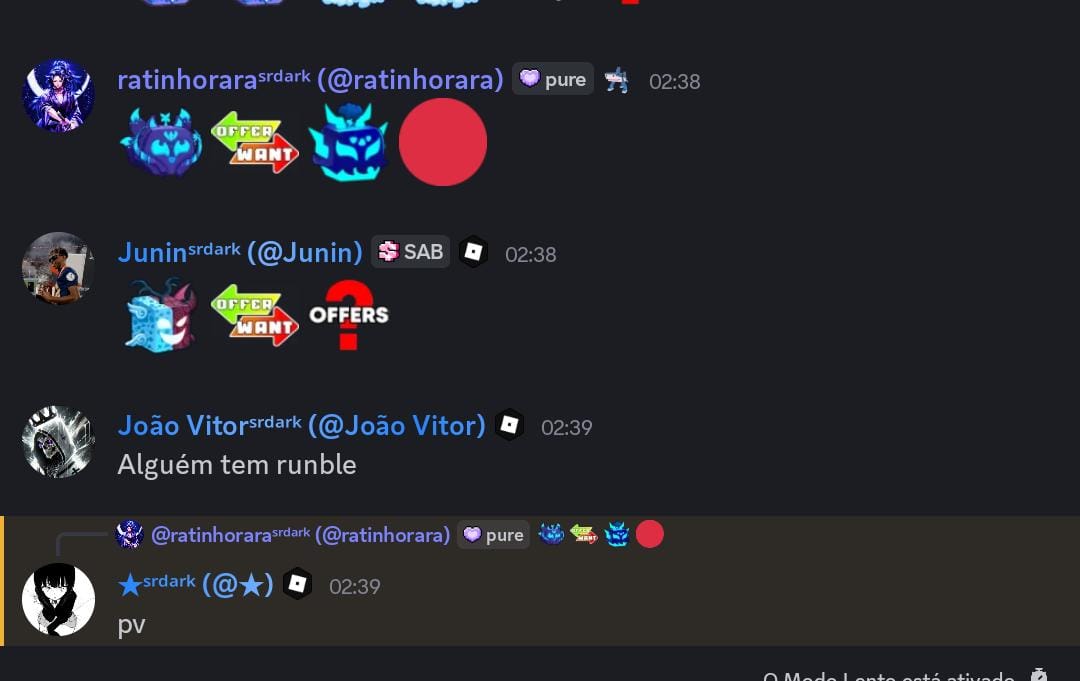 ratinhoraraˢʳᵈᵃʳᵏ (@ratinhorara) pure 02:38
OFFER WANT
Juninˢʳᵈᵃʳᵏ (@Junin) SAB 02:38
OFFER WANT OFFERS
João Vitorˢʳᵈᵃʳᵏ (@João Vitor) 02:39
Alguém tem runble
@ratinhoraraˢʳᵈᵃʳᵏ (@ratinhorara) pure
★ˢʳᵈᵃʳᵏ (@★) 02:39
pv
O Modo Lento está ativado.